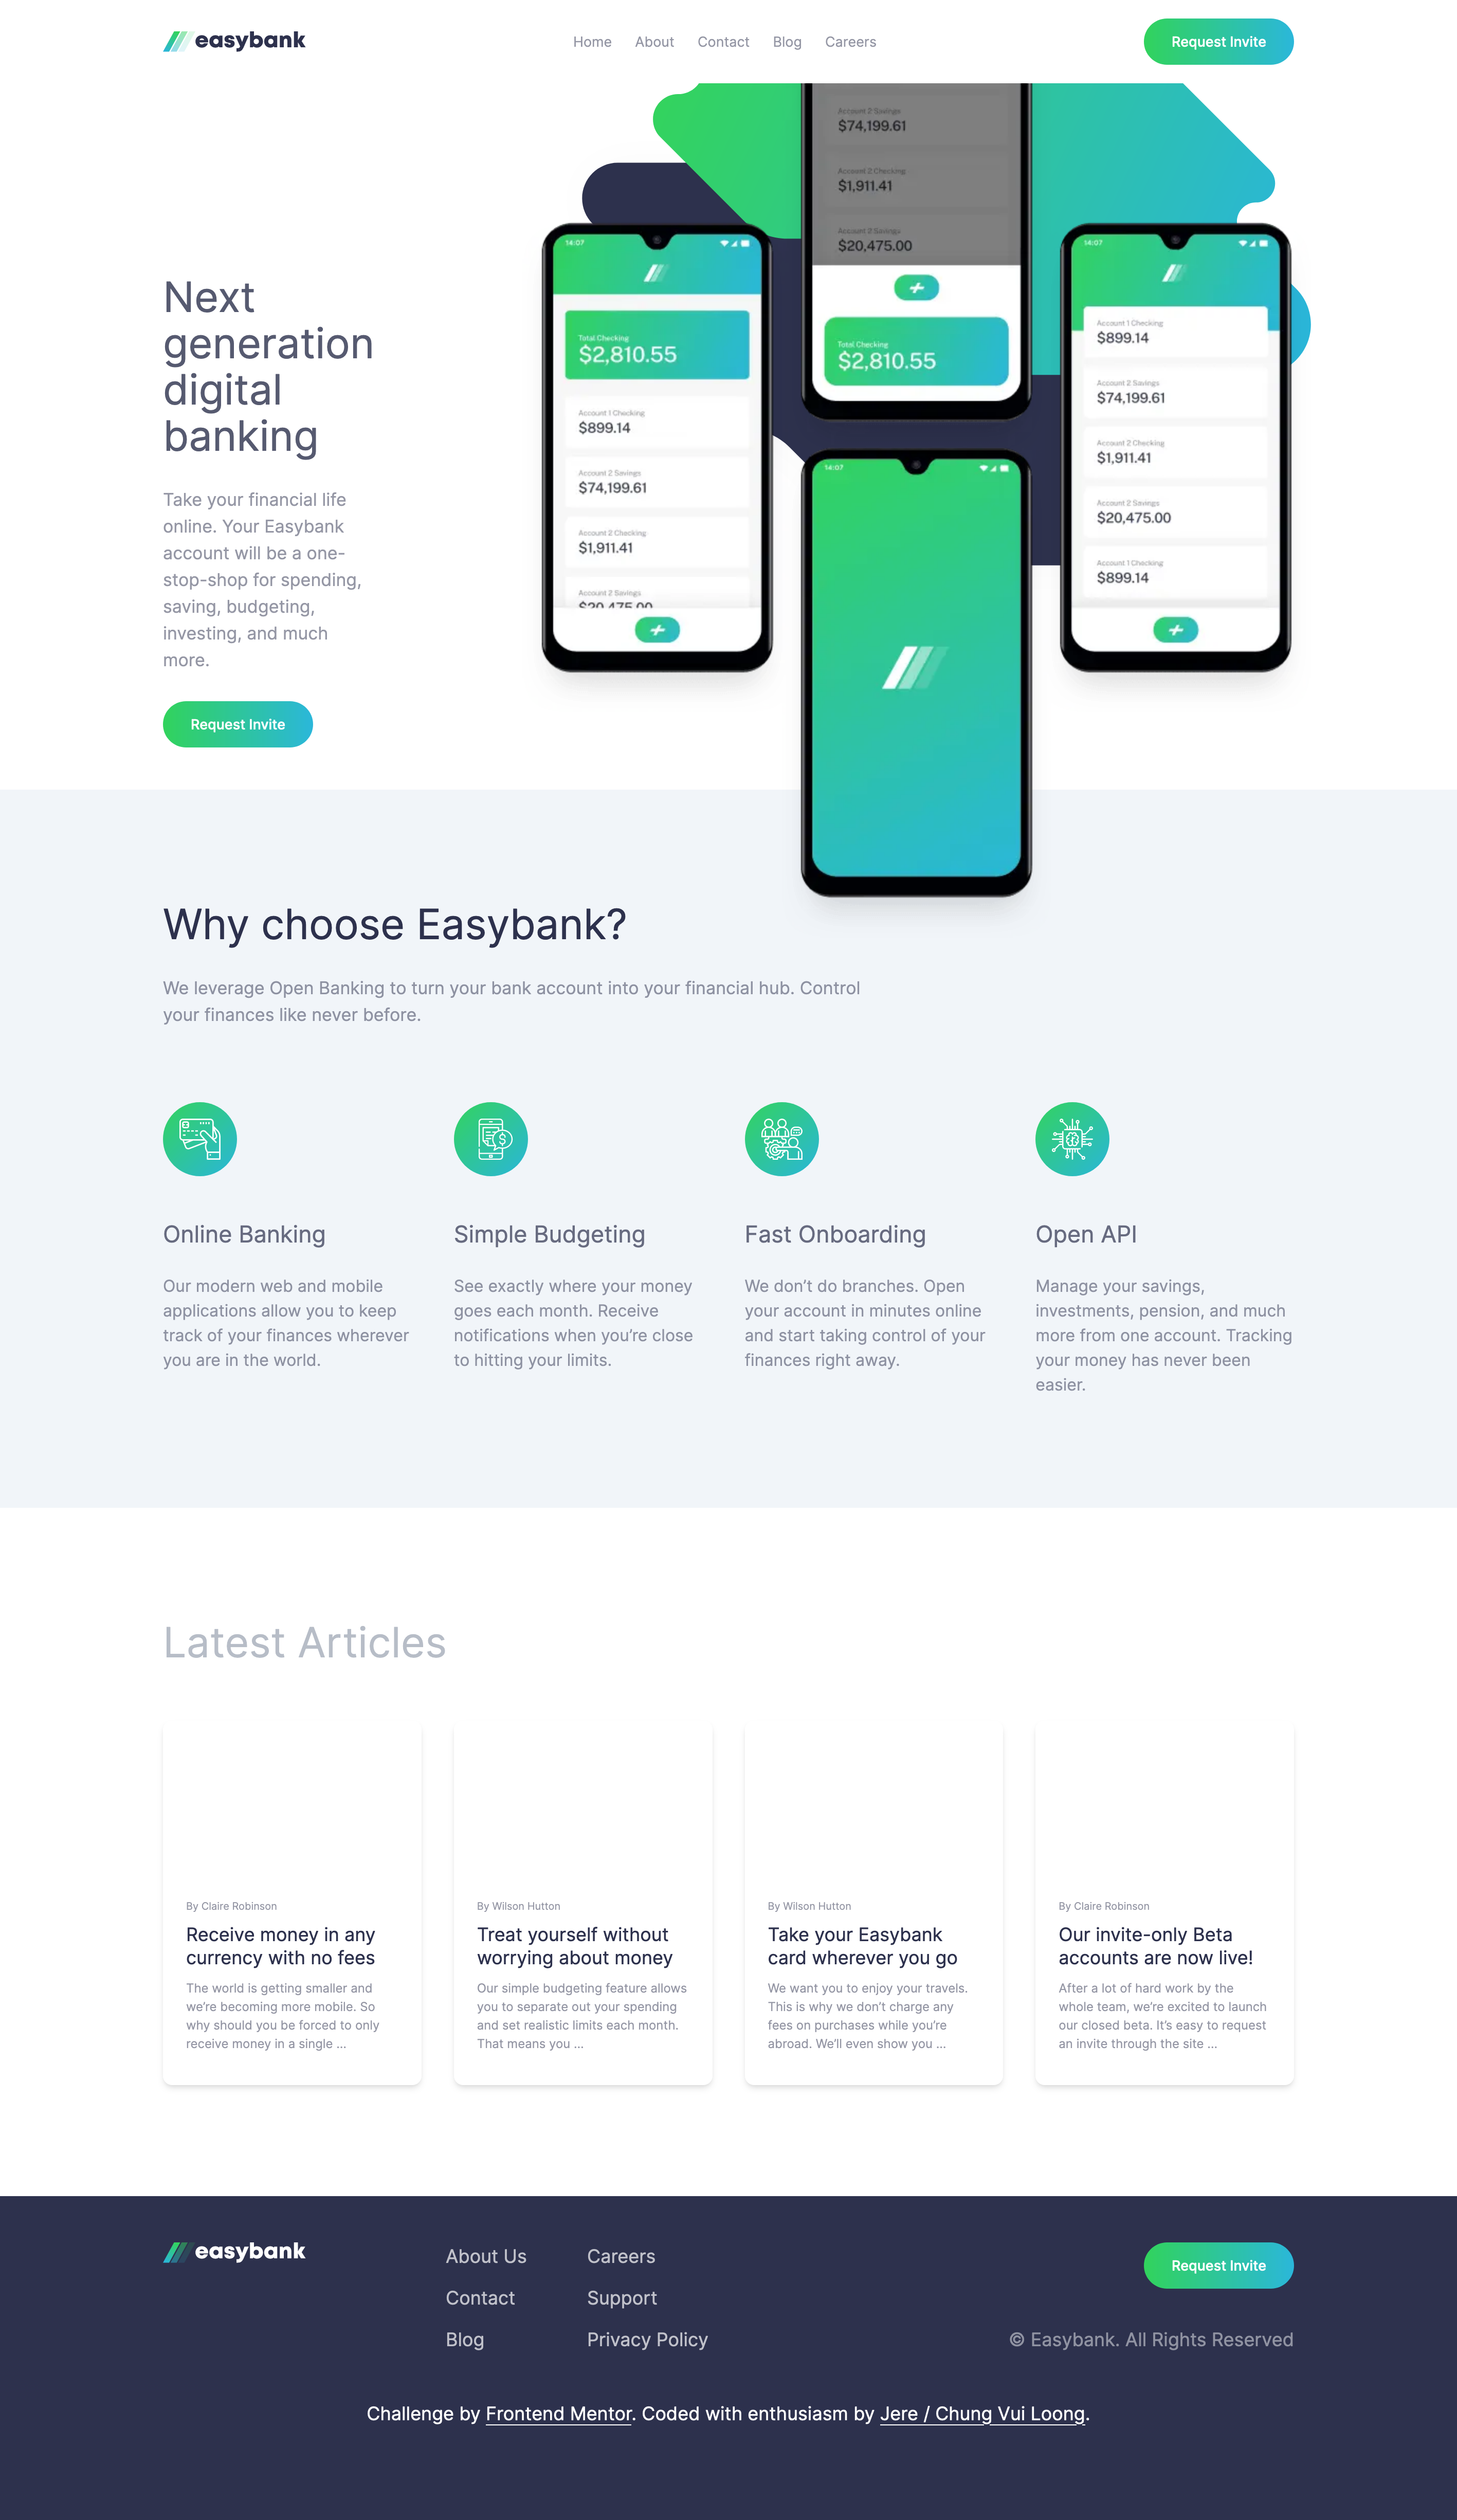 easybank
Home About Contact Blog Careers
Request Invite
Next
generation
digital
banking
Take your financial life
online. Your Easybank
account will be a one-
stop-shop for spending,
saving, budgeting,
investing, and much
more.
Request Invite
14:07
Total Checking
$2,810.55
Account 1 Checking
$899.14
Account 2 Savings
$74,199.61
Account 2 Checking
$1,911.41
Account 2 Savings
$20,475.00
Account 2 Savings
$74,199.61
Account 2 Checking
$1,911.41
Account 2 Savings
$20,475.00
Total Checking
$2,810.55
14:07
14:07
Account 1 Checking
$899.14
Account 2 Savings
$74,199.61
Account 2 Checking
$1,911.41
Account 2 Savings
$20,475.00
Account 1 Checking
$899.14
Why choose Easybank?
We leverage Open Banking to turn your bank account into your financial hub. Control
your finances like never before.
Online Banking
Our modern web and mobile
applications allow you to keep
track of your finances wherever
you are in the world.
Simple Budgeting
See exactly where your money
goes each month. Receive
notifications when you’re close
to hitting your limits.
Fast Onboarding
We don’t do branches. Open
your account in minutes online
and start taking control of your
finances right away.
Open API
Manage your savings,
investments, pension, and much
more from one account. Tracking
your money has never been
easier.
Latest Articles
By Claire Robinson
Receive money in any
currency with no fees
The world is getting smaller and
we’re becoming more mobile. So
why should you be forced to only
receive money in a single …
By Wilson Hutton
Treat yourself without
worrying about money
Our simple budgeting feature allows
you to separate out your spending
and set realistic limits each month.
That means you …
By Wilson Hutton
Take your Easybank
card wherever you go
We want you to enjoy your travels.
This is why we don’t charge any
fees on purchases while you’re
abroad. We’ll even show you …
By Claire Robinson
Our invite-only Beta
accounts are now live!
After a lot of hard work by the
whole team, we’re excited to launch
our closed beta. It’s easy to request
an invite through the site …
easybank
About Us
Contact
Blog
Careers
Support
Privacy Policy
Request Invite
© Easybank. All Rights Reserved
Challenge by Frontend Mentor. Coded with enthusiasm by Jere / Chung Vui Loong.